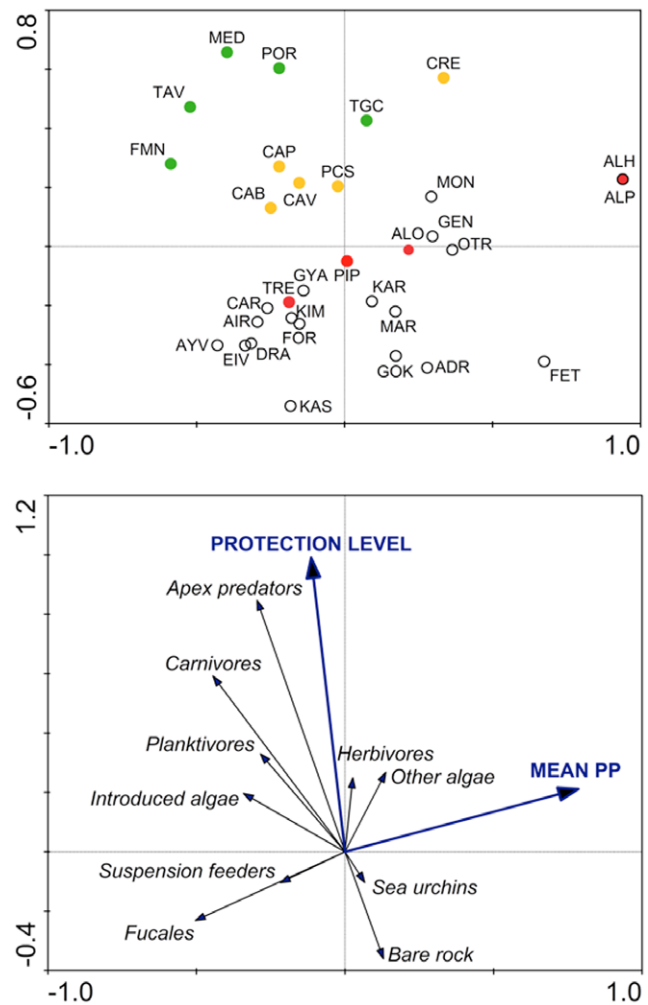 0.8
MED
POR
CRE
TAV
TGC
FMN
CAP
PCS
ALH
CAB
CAV
MON
ALP
GEN
ALO
OTR
GYA PIP
TRE
KAR
CAR
KIM
AIR
MAR
FOR
AYV
EIV
DRA
GOK
ADR
FET
KAS
-0.6
-1.0
1.0
1.2
PROTECTION LEVEL
Apex predators
Carnivores
Planktivores
Herbivores
MEAN PP
Other algae
Introduced algae
Suspension feeders
Sea urchins
Fucales
Bare rock
-0.4
-1.0
1.0